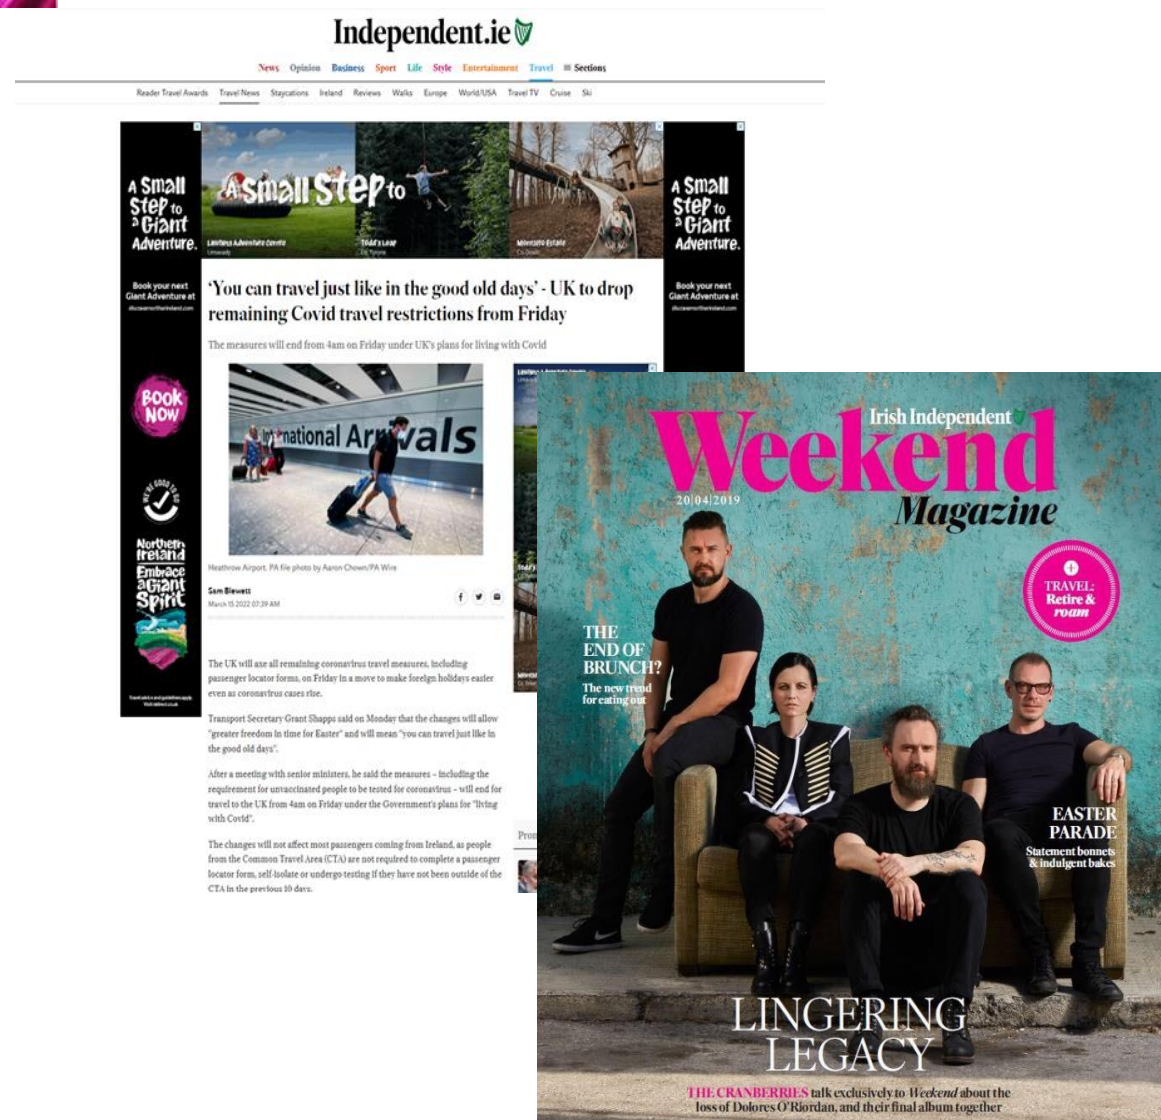 Independent.ie
News Opinion Business Sport Life Style Entertainment Travel Sections
Reader Travel Awards Travel News Staycations Ireland Reviews Walks Europe World/USA Travel TV Cruise Ski
A Small
Step to
a Giant
Adventure.
Book your next
Giant Adventure at
discovernorthernireland.com
BOOK
NOW
WE'RE GOOD TO GO
Northern
Ireland
Embrace
a Giant
Spirit
A Small Step to
Todd's Leap
Co Tyrone
Montalto Estate
Co Down
A Small
Step to
a Giant
Adventure.
Book your next
Giant Adventure at
discovernorthernireland.com
‘You can travel just like in the good old days’ - UK to drop
remaining Covid travel restrictions from Friday
The measures will end from 4am on Friday under UK's plans for living with Covid
International Arrivals
Heathrow Airport. PA file photo by Aaron Chown/PA Wire
Sam Blewett
March 15 2022 07:29 AM
The UK will axe all remaining coronavirus travel measures, including
passenger locator forms, on Friday in a move to make foreign holidays easier
even as coronavirus cases rise.
Transport Secretary Grant Shapps said on Monday that the changes will allow
"greater freedom in time for Easter" and will mean "you can travel just like in
the good old days".
After a meeting with senior ministers, he said the measures – including the
requirement for unvaccinated people to be tested for coronavirus – will end for
travel to the UK from 4am on Friday under the Government's plans for "living
with Covid".
The changes will not affect most passengers coming from Ireland, as people
from the Common Travel Area (CTA) are not required to complete a passenger
locator form, self-isolate or undergo testing if they have not been outside of the
CTA in the previous 10 days.
Irish Independent
Weekend
20|04|2019
Magazine
TRAVEL:
Retire &
roam
THE
END OF
BRUNCH?
The new trend
for eating out
EASTER
PARADE
Statement bonnets
& indulgent bakes
LINGERING
LEGACY
THE CRANBERRIES talk exclusively to Weekend about the
loss of Dolores O'Riordan, and their final album together